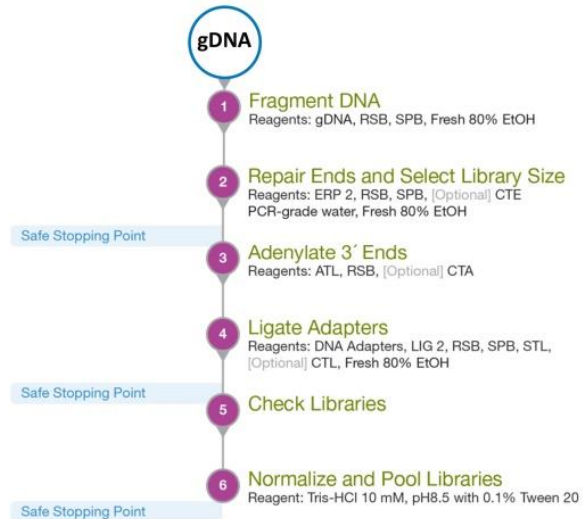 gDNA
1
Fragment DNA
Reagents: gDNA, RSB, SPB, Fresh 80% EtOH
2
Repair Ends and Select Library Size
Reagents: ERP 2, RSB, SPB, [Optional] CTE
PCR-grade water, Fresh 80% EtOH
Safe Stopping Point
3
Adenylate 3´ Ends
Reagents: ATL, RSB, [Optional] CTA
4
Ligate Adapters
Reagents: DNA Adapters, LIG 2, RSB, SPB, STL,
[Optional] CTL, Fresh 80% EtOH
Safe Stopping Point
5
Check Libraries
6
Normalize and Pool Libraries
Reagent: Tris-HCl 10 mM, pH8.5 with 0.1% Tween 20
Safe Stopping Point